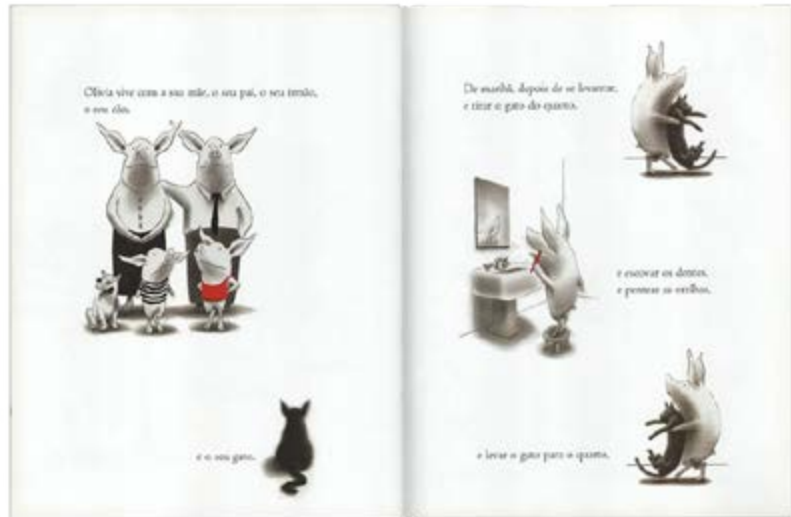 Olívia vive com a sua mãe, o seu pai, o seu irmão,
o seu cão,
e o seu gato.
De manhã, depois de se levantar,
e tirar o gato do quarto,
e escovar os dentes,
e pentear as orelhas,
e levar o gato para o quarto,